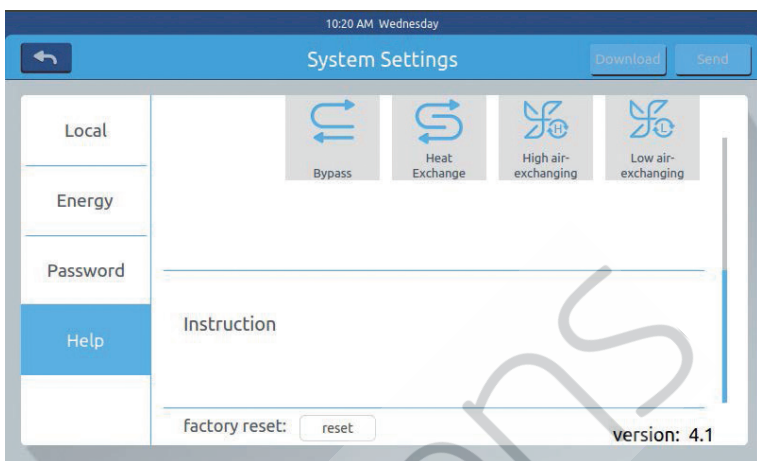 10:20 AM Wednesday
System Settings
Download
Send
Local
Energy
Password
Help
Bypass
Heat
Exchange
H
High air-
exchanging
L
Low air-
exchanging
Instruction
factory reset:
reset
version: 4.1